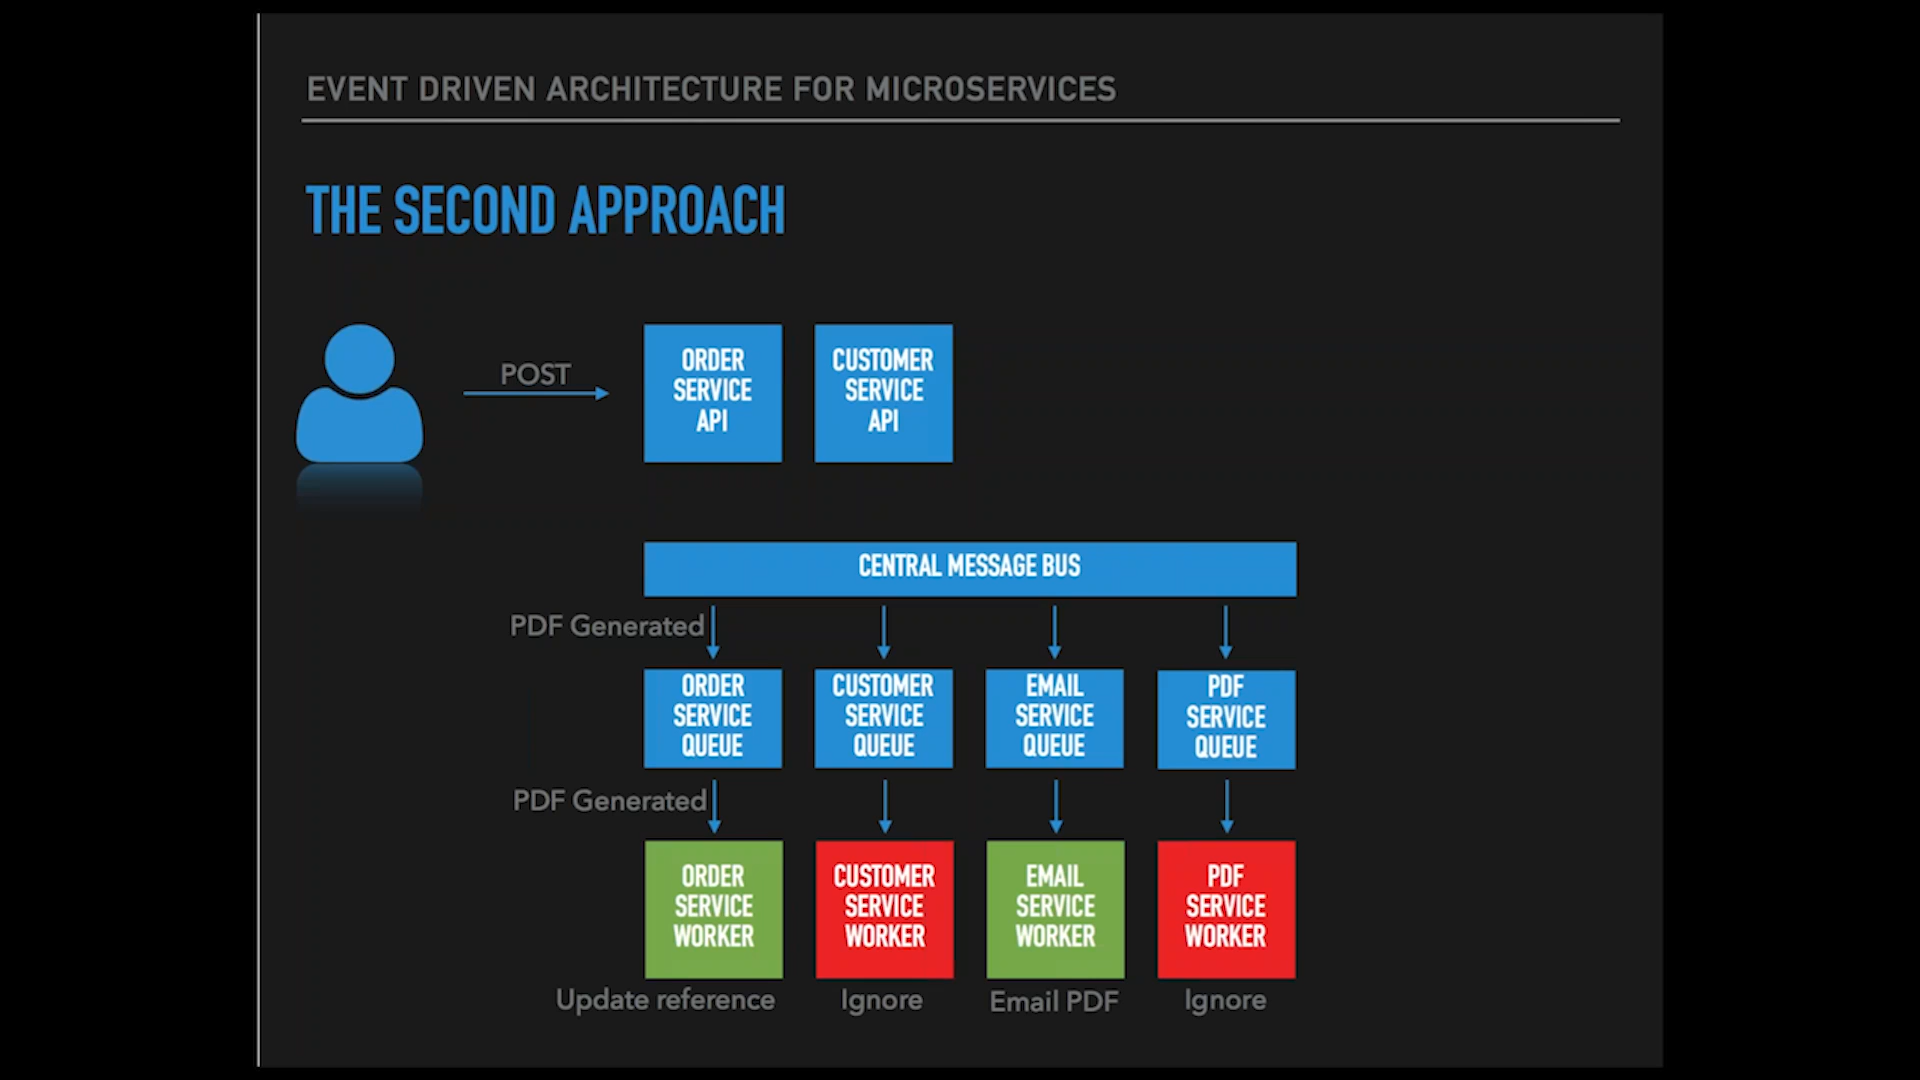 EVENT DRIVEN ARCHITECTURE FOR MICROSERVICES
THE SECOND APPROACH
POST
ORDER
SERVICE
API
CUSTOMER
SERVICE
API
CENTRAL MESSAGE BUS
PDF Generated
ORDER
SERVICE
QUEUE
CUSTOMER
SERVICE
QUEUE
EMAIL
SERVICE
QUEUE
PDF
SERVICE
QUEUE
PDF Generated
ORDER
SERVICE
WORKER
CUSTOMER
SERVICE
WORKER
EMAIL
SERVICE
WORKER
PDF
SERVICE
WORKER
Update reference
Ignore
Email PDF
Ignore